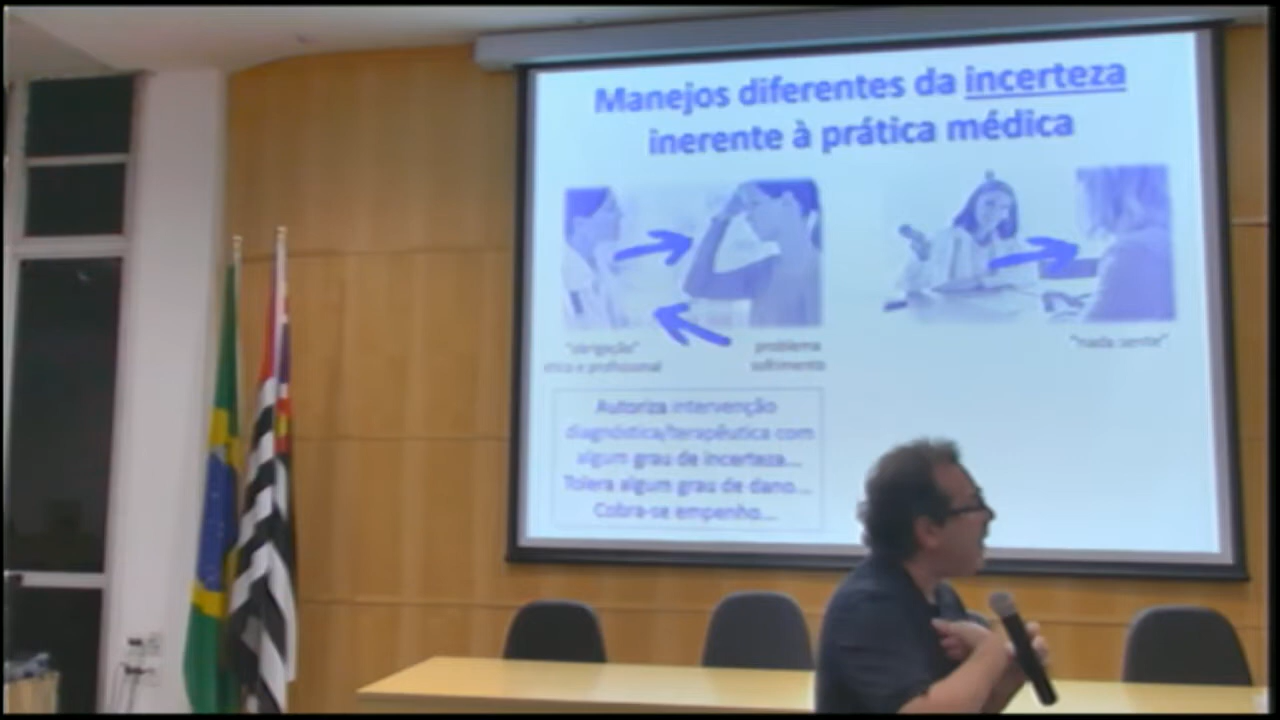 Manejos diferentes da incerteza
inerente à prática médica
"obrigação"
ética e profissional
problema
sofrimento
"nada sente"
Autoriza intervenção
diagnóstica/terapêutica com
algum grau de incerteza...
Tolera algum grau de dano...
Cobra-se empenho...